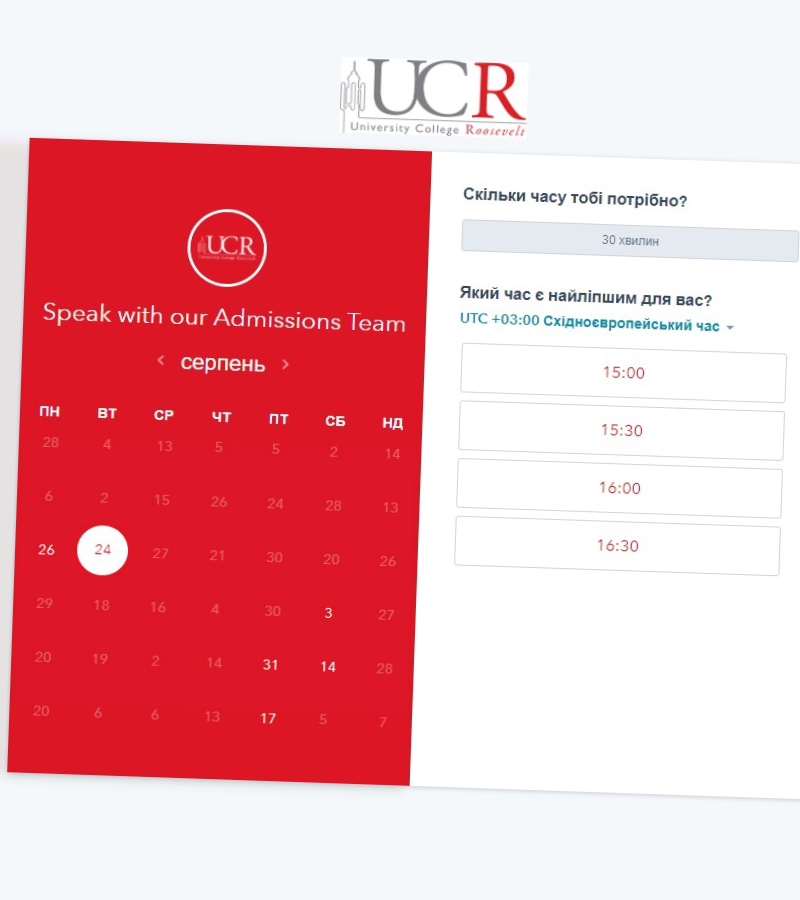 UCR
University College Roosevelt
UCR
Speak with our Admissions Team
серпень
ПН ВТ СР ЧТ ПТ СБ НД
28 4 13 5 5 2 14
6 2 15 26 24 28 13
26 24 27 21 30 20 26
29 18 16 4 30 3 27
20 19 2 14 31 14 28
20 6 6 13 17 5 7
Скільки часу тобі потрібно?
30 хвилин
Який час є найліпшим для вас?
UTC +03:00 Східноєвропейський час
15:00
15:30
16:00
16:30